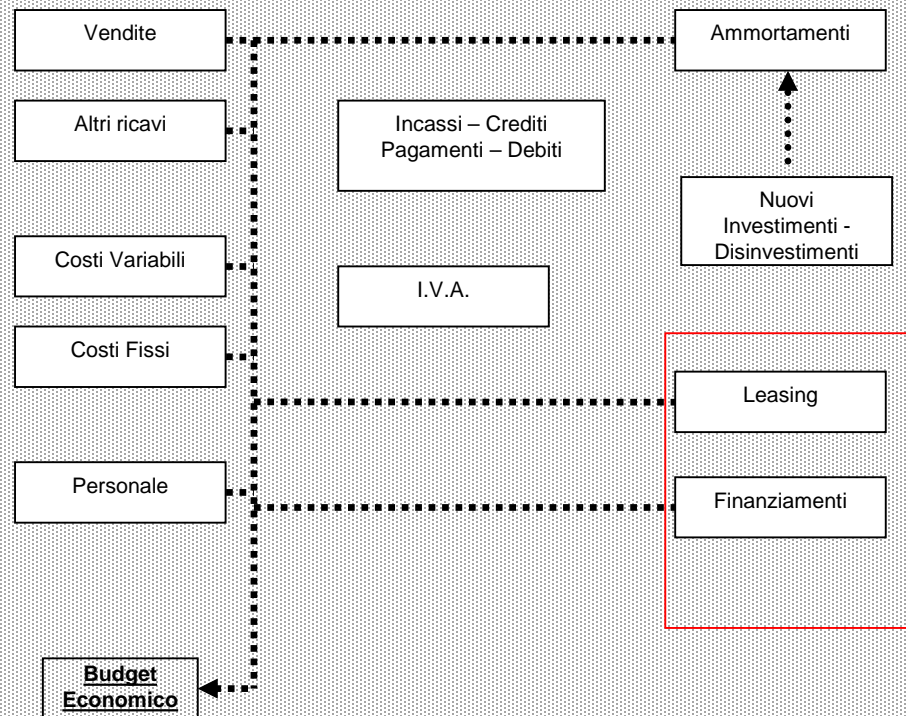 Vendite
Ammortamenti
Altri ricavi
Incassi – Crediti
Pagamenti – Debiti
Nuovi
Investimenti -
Disinvestimenti
Costi Variabili
I.V.A.
Costi Fissi
Leasing
Personale
Finanziamenti
Budget
Economico